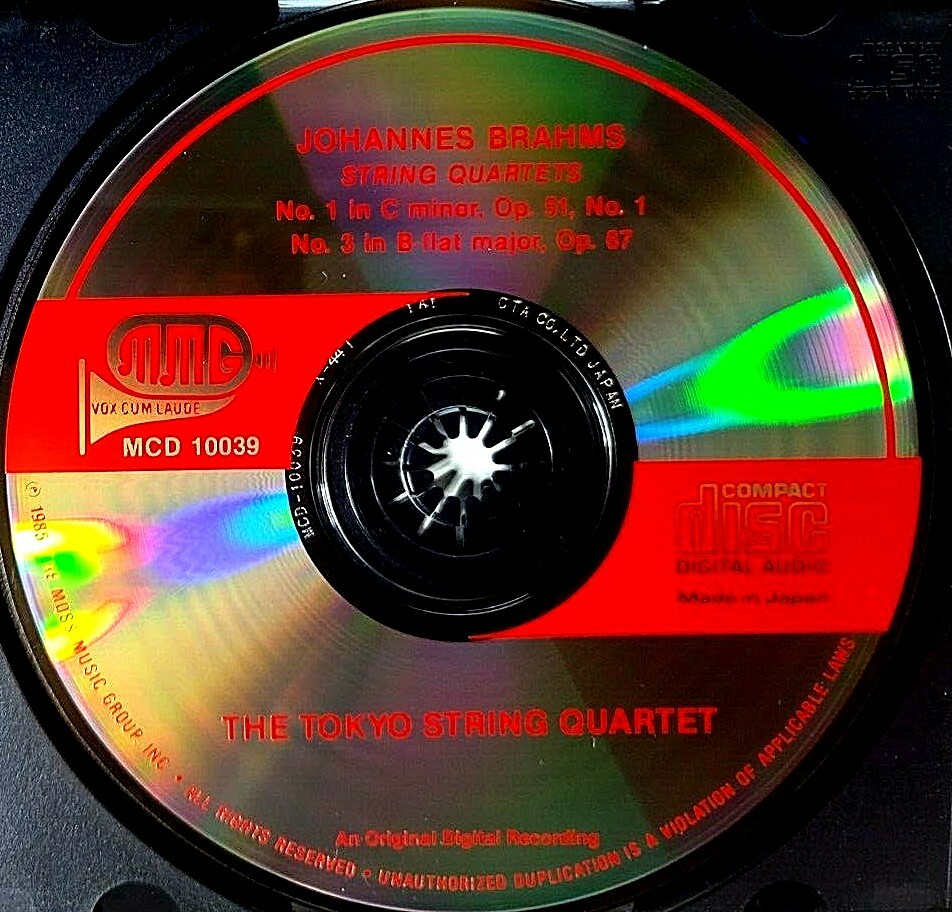 JOHANNES BRAHMS
STRING QUARTETS
No. 1 in C minor, Op. 51, No. 1
No. 3 in B flat major, Op. 67
MMG
VOX CUM LAUDE
MCD 10039
COMPACT
disc
DIGITAL AUDIO
Made in Japan
MCD-10039
CTA CO.,LTD JAPAN
THE TOKYO STRING QUARTET
An Original Digital Recording
℗ 1985 THE MOSS MUSIC GROUP INC • ALL RIGHTS RESERVED • UNAUTHORIZED DUPLICATION IS A VIOLATION OF APPLICABLE LAWS